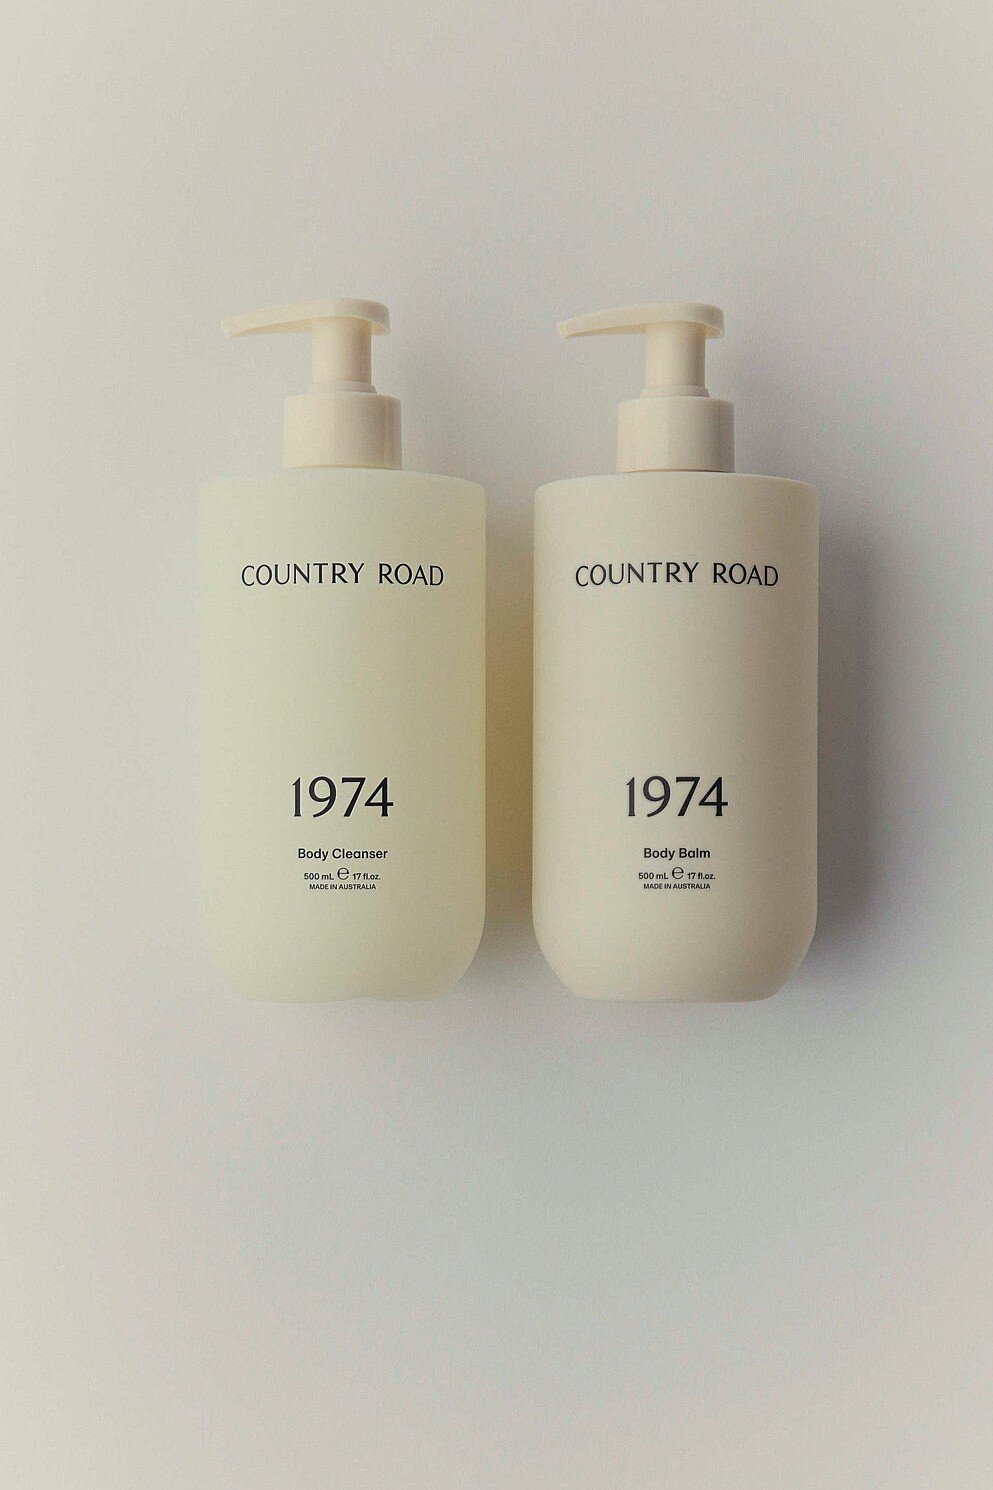 COUNTRY ROAD
1974
Body Cleanser
500 mL ℮ 17 fl.oz.
MADE IN AUSTRALIA
COUNTRY ROAD
1974
Body Balm
500 mL ℮ 17 fl.oz.
MADE IN AUSTRALIA